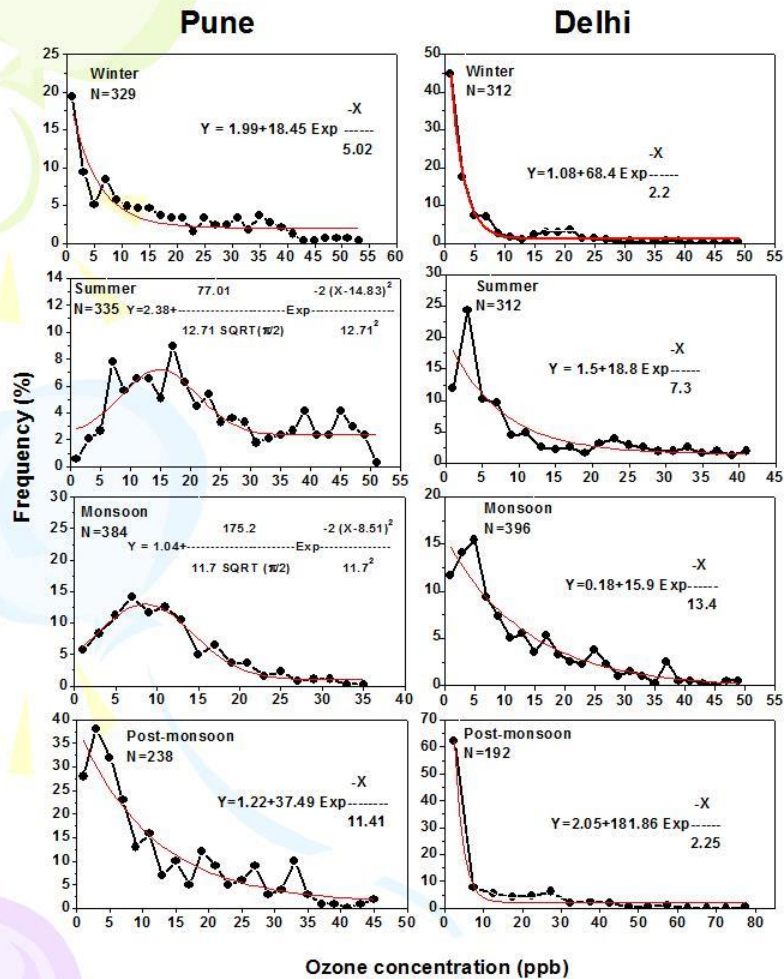 Pune
Delhi
Frequency (%)
25
20
15
10
5
0
Winter
N=329
-X
Y = 1.99+18.45 Exp ------
5.02
0 5 10 15 20 25 30 35 40 45 50 55 60
50
40
30
20
10
0
Winter
N=312
-X
Y=1.08+68.4 Exp------
2.2
0 5 10 15 20 25 30 35 40 45 50 55
14
12
10
8
6
4
2
0
Summer
N=335
77.01 -2 (X-14.83)²
Y=2.38+---------------------Exp--------------------
12.71 SQRT(π/2) 12.71²
0 5 10 15 20 25 30 35 40 45 50 55
30
25
20
15
10
5
0
Summer
N=312
-X
Y = 1.5+18.8 Exp------
7.3
0 5 10 15 20 25 30 35 40 45
30
25
20
15
10
5
0
Monsoon
N=384
175.2 -2 (X-8.51)²
Y = 1.04+---------------------Exp----------------
11.7 SQRT (π/2) 11.7²
0 5 10 15 20 25 30 35 40
20
15
10
5
0
Monsoon
N=396
-X
Y=0.18+15.9 Exp------
13.4
0 5 10 15 20 25 30 35 40 45 50 55
40
35
30
25
20
15
10
5
0
Post-monsoon
N=238
-X
Y=1.22+37.49 Exp---------
11.41
0 5 10 15 20 25 30 35 40 45 50
70
60
50
40
30
20
10
0
Post-monsoon
N=192
-X
Y=2.05+181.86 Exp------
2.25
0 10 20 30 40 50 60 70 80
Ozone concentration (ppb)